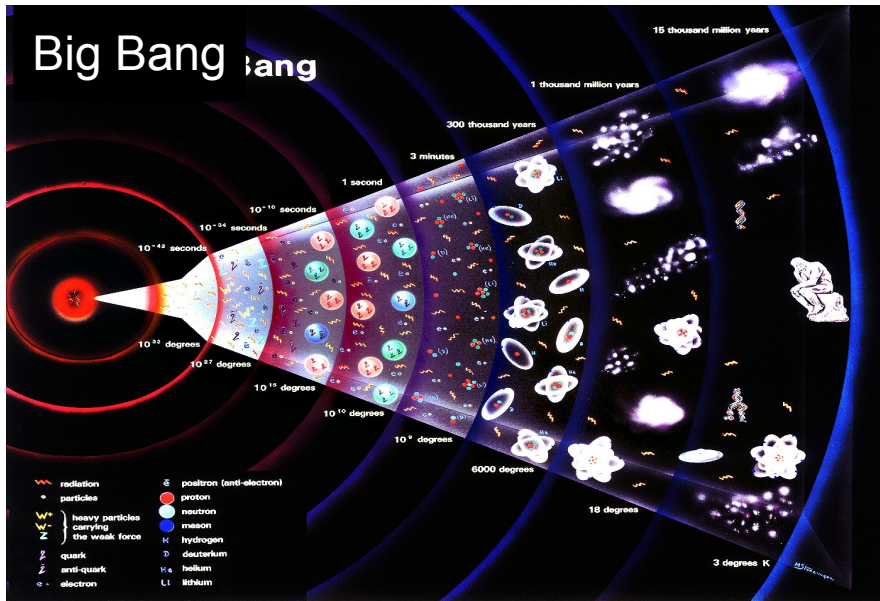 Big Bang
Bang
15 thousand million years
1 thousand million years
300 thousand years
3 minutes
1 second
10⁻¹⁰ seconds
10⁻³⁴ seconds
10⁻⁴³ seconds
10³² degrees
10²⁷ degrees
10¹⁵ degrees
10¹⁰ degrees
10⁹ degrees
6000 degrees
18 degrees
3 degrees K
radiation
particles
W+
W-
Z
heavy particles
carrying
the weak force
quark
anti-quark
e- electron
ē positron (anti-electron)
proton
neutron
meson
H hydrogen
D deuterium
He helium
Li lithium